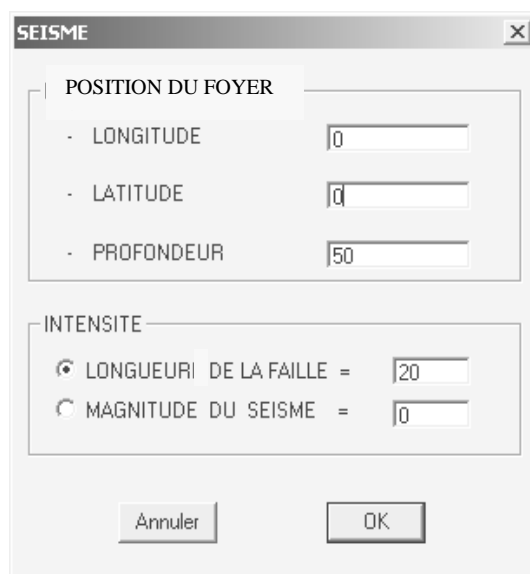 SEISME
POSITION DU FOYER
- LONGITUDE 0
- LATITUDE 0
- PROFONDEUR 50
INTENSITE
LONGUEUR DE LA FAILLE = 20
MAGNITUDE DU SEISME = 0
Annuler OK